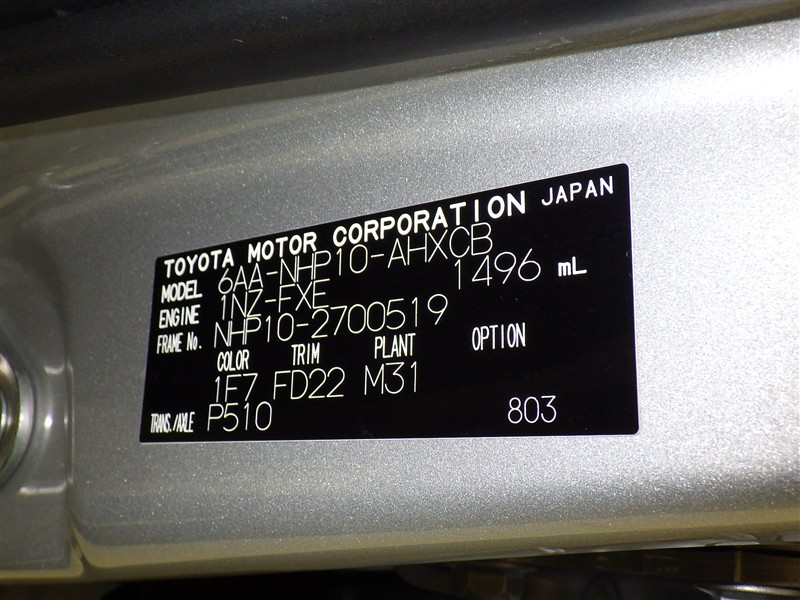 TOYOTA MOTOR CORPORATION JAPAN
MODEL 6AA-NHP10-AHXCB
ENGINE 1NZ-FXE 1496 mL
FRAME No. NHP10-2700519
COLOR TRIM PLANT OPTION
1F7 FD22 M31
TRANS./AXLE P510 803